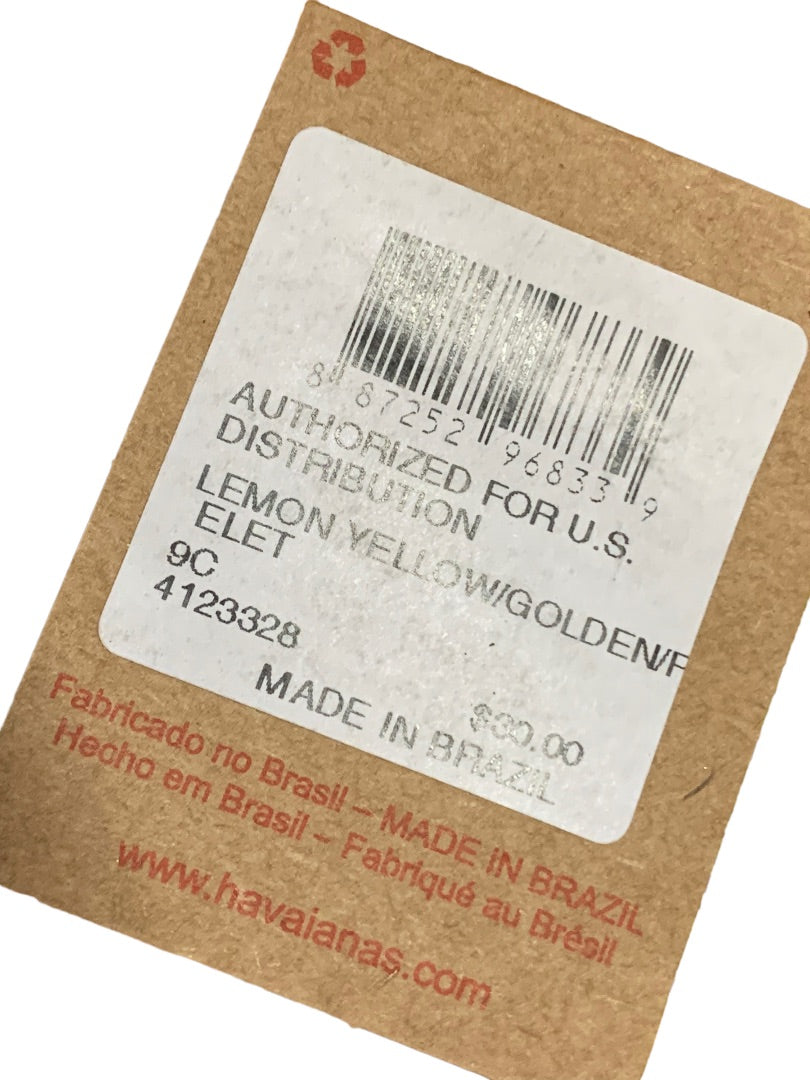 8 87252 96833 9
AUTHORIZED FOR U.S.
DISTRIBUTION
LEMON YELLOW/GOLDEN/F
ELET
9C
4123328
$30.00
MADE IN BRAZIL
Fabricado no Brasil – MADE IN BRAZIL
Hecho em Brasil – Fabriqué au Brésil
www.havaianas.com